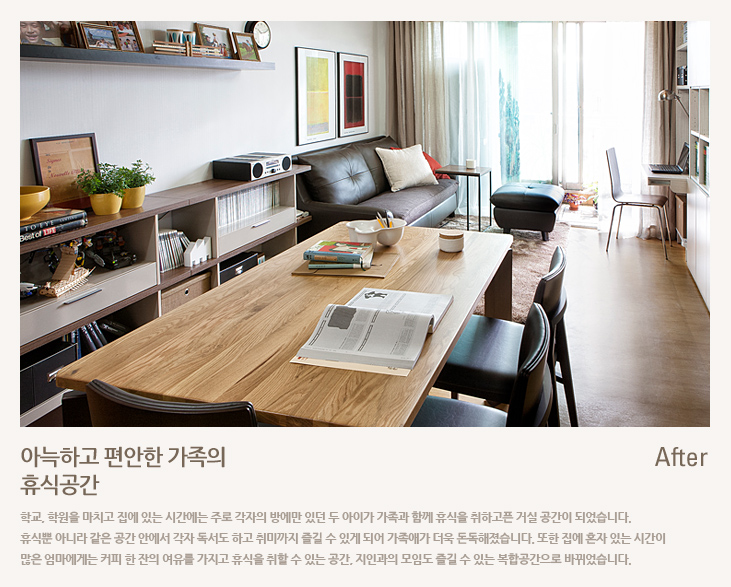 Best of
LIFE
아늑하고 편안한 가족의
휴식공간
After
학교, 학원을 마치고 집에 있는 시간에는 주로 각자의 방에만 있던 두 아이가 가족과 함께 휴식을 취하고픈 거실 공간이 되었습니다.
휴식뿐 아니라 같은 공간 안에서 각자 독서도 하고 취미까지 즐길 수 있게 되어 가족애가 더욱 돈독해졌습니다. 또한 집에 혼자 있는 시간이
많은 엄마에게는 커피 한 잔의 여유를 가지고 휴식을 취할 수 있는 공간, 지인과의 모임도 즐길 수 있는 복합공간으로 바뀌었습니다.